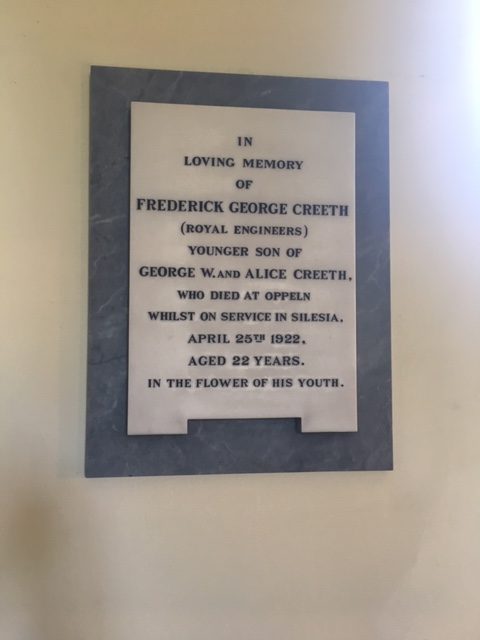 IN
LOVING MEMORY
OF
FREDERICK GEORGE CREETH
(ROYAL ENGINEERS)
YOUNGER SON OF
GEORGE W. AND ALICE CREETH,
WHO DIED AT OPPELN
WHILST ON SERVICE IN SILESIA,
APRIL 25TH 1922,
AGED 22 YEARS.
IN THE FLOWER OF HIS YOUTH.